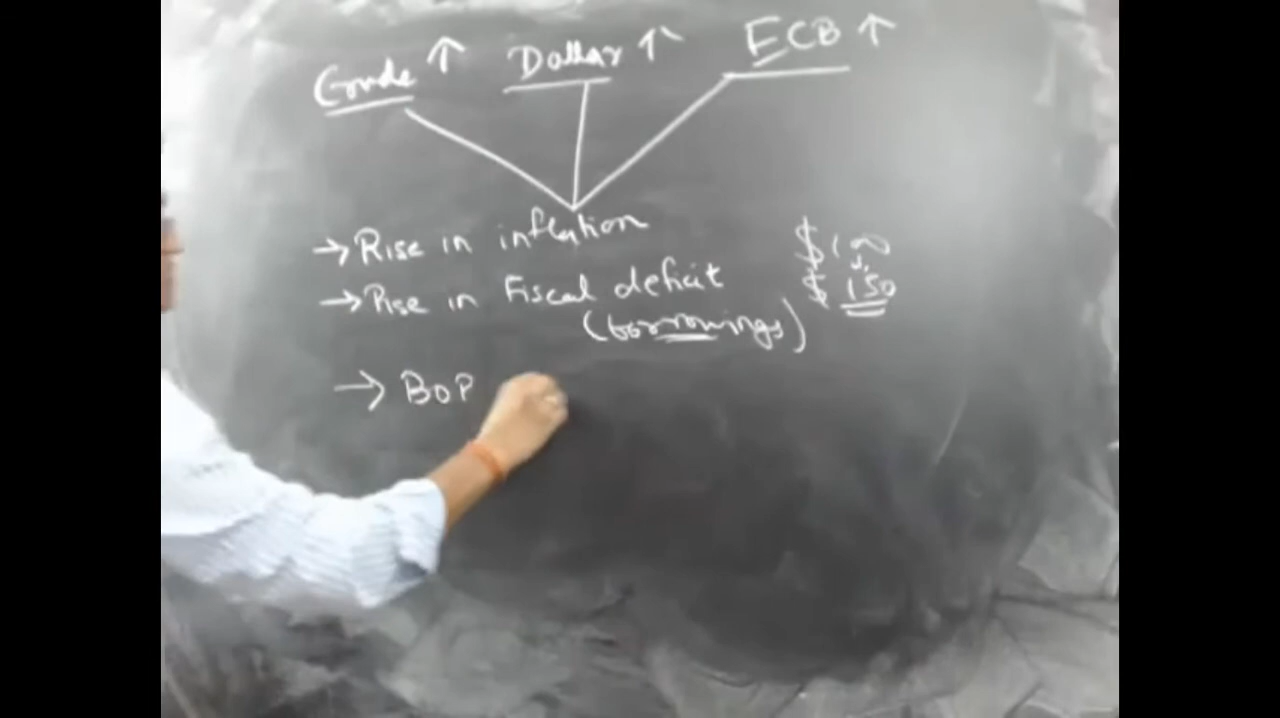 Crude ↑ Dollar ↑ ECB ↑
→ Rise in inflation
→ Rise in Fiscal deficit
(borrowings)
$100
↓
$150
→ BOP